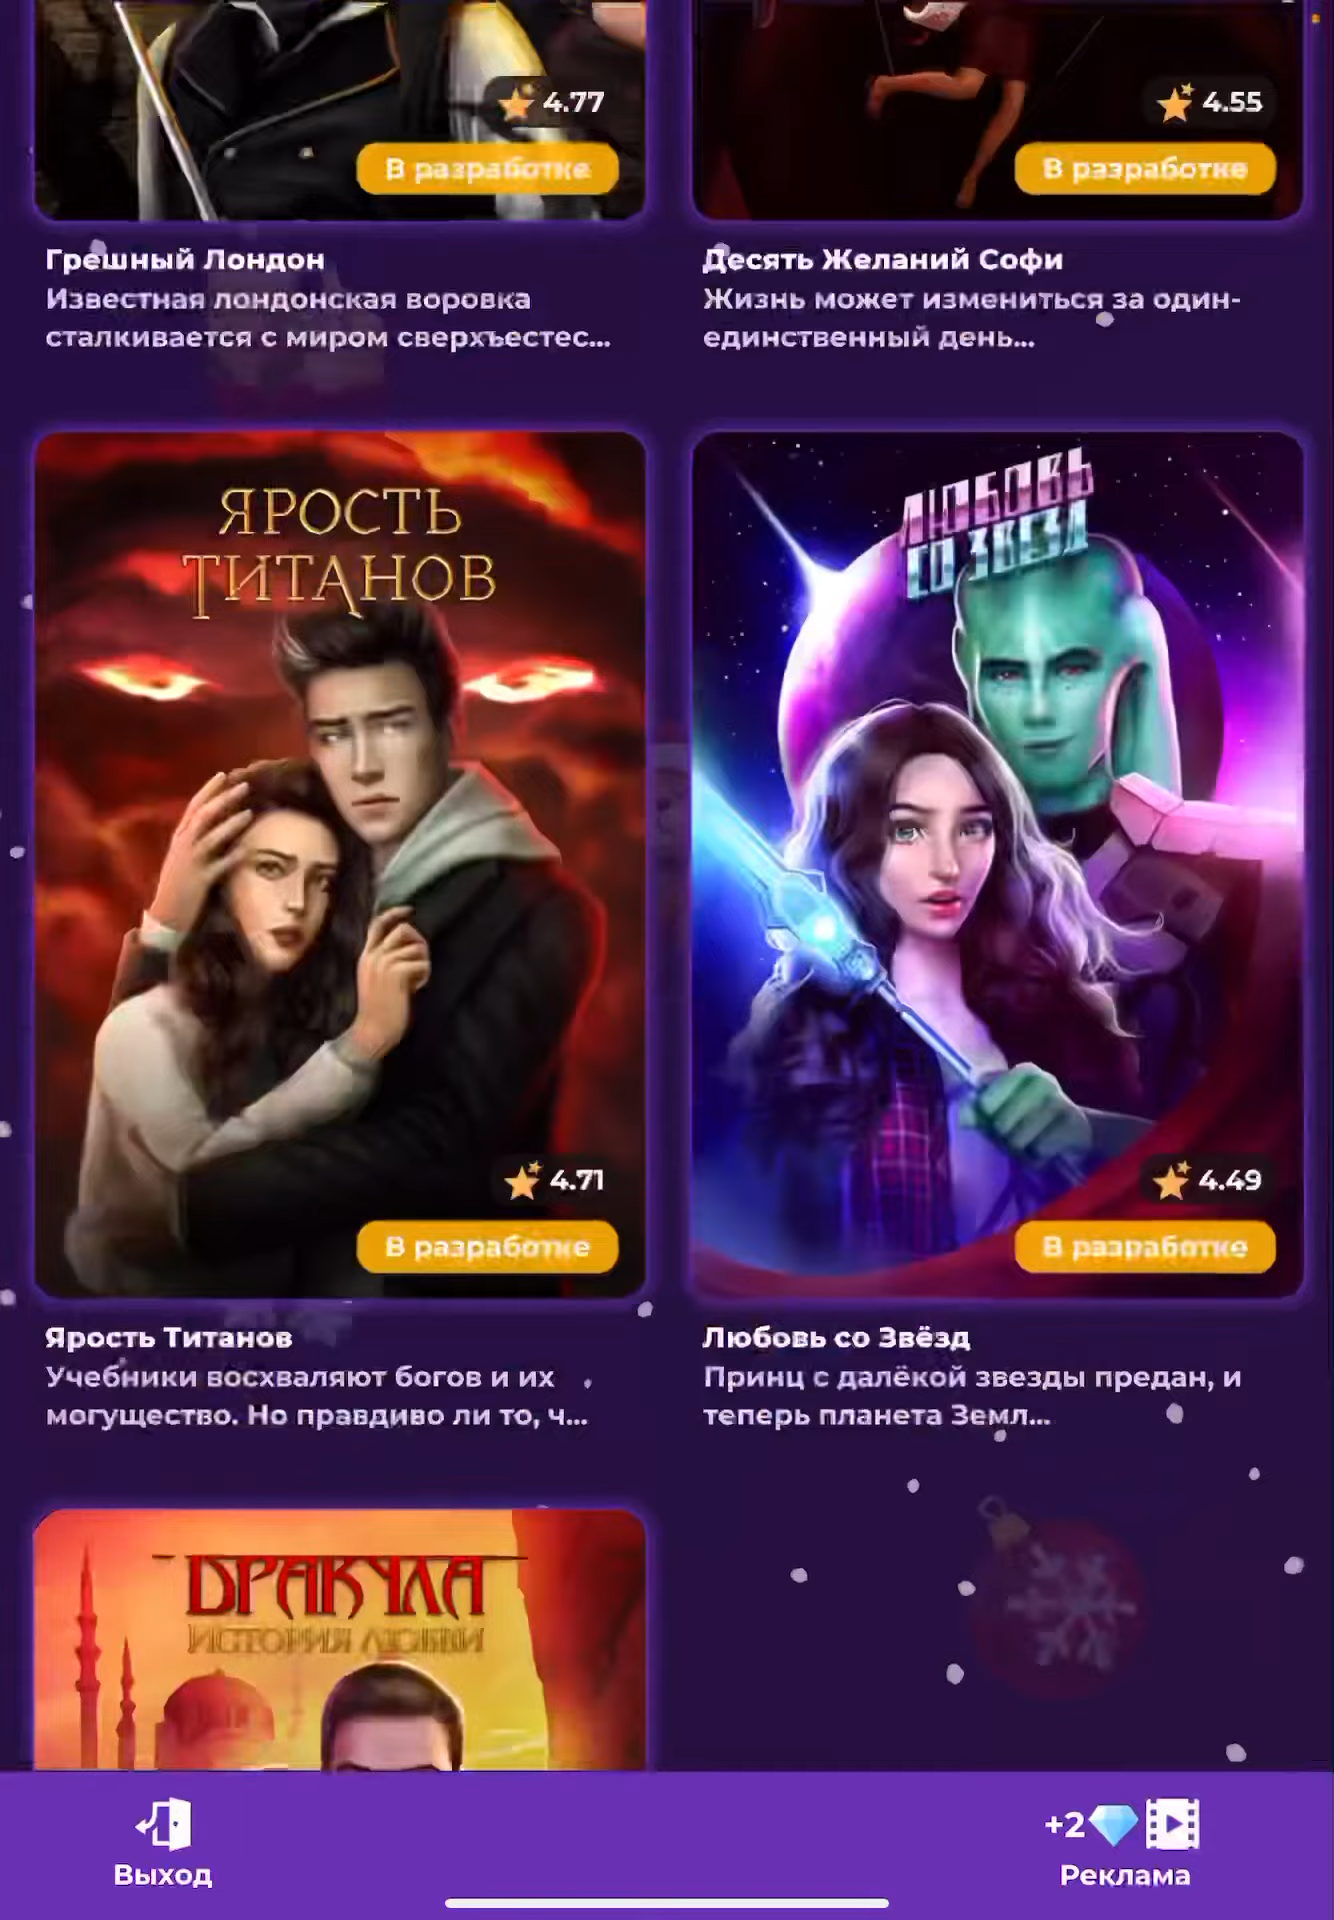 4.77
4.55
В разработке
В разработке
Грешный Лондон
Известная лондонская воровка
сталкивается с миром сверхъестес...
Десять Желаний Софи
Жизнь может измениться за один-
единственный день...
ЯРОСТЬ
ТИТАНОВ
4.71
В разработке
ЛЮБОВЬ
СО ЗВЕЗД
4.49
В разработке
Ярость Титанов
Учебники восхваляют богов и их
могущество. Но правдиво ли то, ч...
Любовь со Звёзд
Принц с далёкой звезды предан, и
теперь планета Земл...
ДРАКУЛА
ИСТОРИЯ ЛЮБВИ
Выход
+2
Реклама